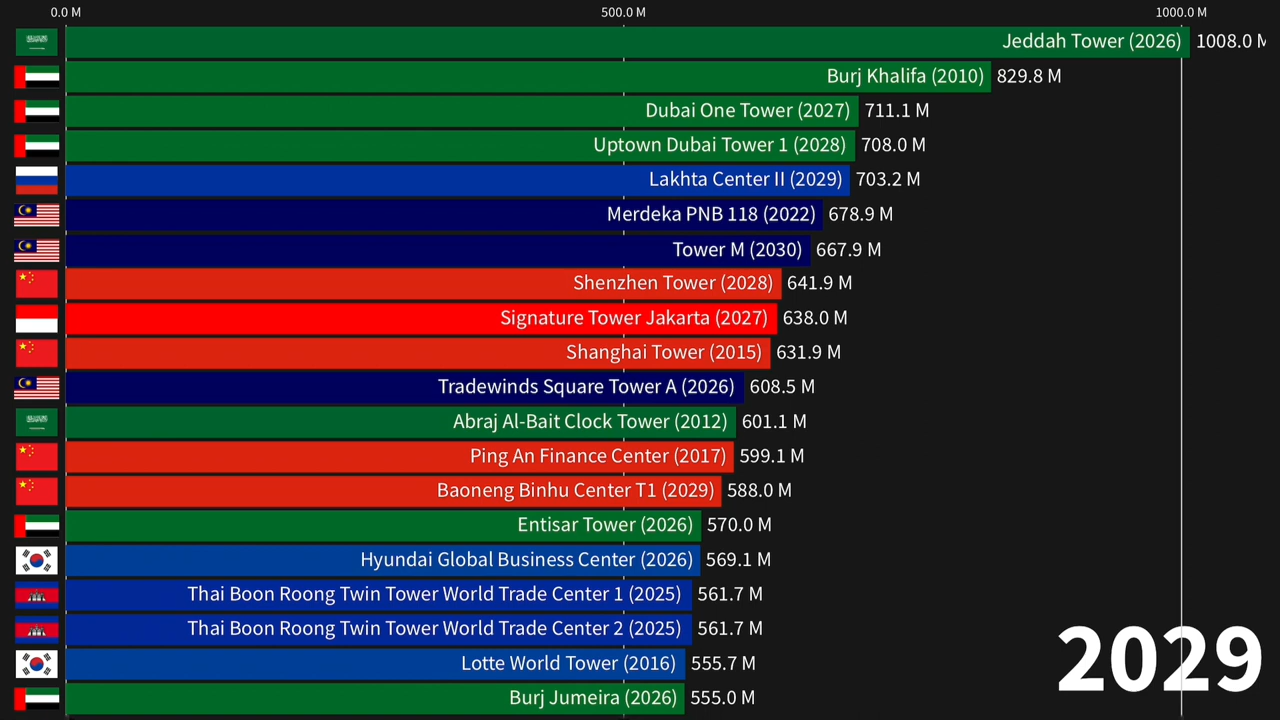 0.0 M 500.0 M 1000.0 M
Jeddah Tower (2026) 1008.0 M
Burj Khalifa (2010) 829.8 M
Dubai One Tower (2027) 711.1 M
Uptown Dubai Tower 1 (2028) 708.0 M
Lakhta Center II (2029) 703.2 M
Merdeka PNB 118 (2022) 678.9 M
Tower M (2030) 667.9 M
Shenzhen Tower (2028) 641.9 M
Signature Tower Jakarta (2027) 638.0 M
Shanghai Tower (2015) 631.9 M
Tradewinds Square Tower A (2026) 608.5 M
Abraj Al-Bait Clock Tower (2012) 601.1 M
Ping An Finance Center (2017) 599.1 M
Baoneng Binhu Center T1 (2029) 588.0 M
Entisar Tower (2026) 570.0 M
Hyundai Global Business Center (2026) 569.1 M
Thai Boon Roong Twin Tower World Trade Center 1 (2025) 561.7 M
Thai Boon Roong Twin Tower World Trade Center 2 (2025) 561.7 M
Lotte World Tower (2016) 555.7 M
Burj Jumeira (2026) 555.0 M
2029